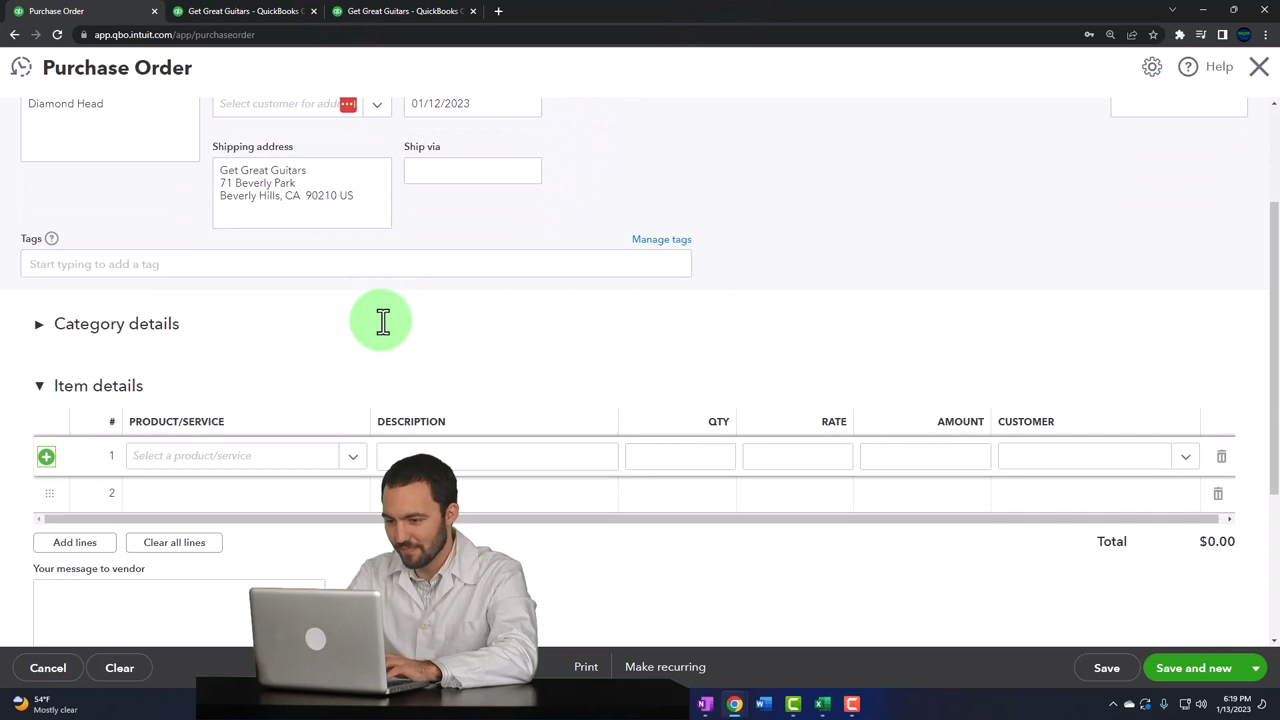 Purchase Order
Get Great Guitars - QuickBooks O
Get Great Guitars - QuickBooks O
app.qbo.intuit.com/app/purchaseorder
Purchase Order
Help
Diamond Head
Select customer for add
01/12/2023
Shipping address
Ship via
Get Great Guitars
71 Beverly Park
Beverly Hills, CA 90210 US
Tags
Manage tags
Start typing to add a tag
Category details
Item details
# PRODUCT/SERVICE DESCRIPTION QTY RATE AMOUNT CUSTOMER
1 Select a product/service
2
Add lines
Clear all lines
Total $0.00
Your message to vendor
Cancel
Clear
Print
Make recurring
Save
Save and new
54°F
Mostly clear
6:19 PM
1/13/2023